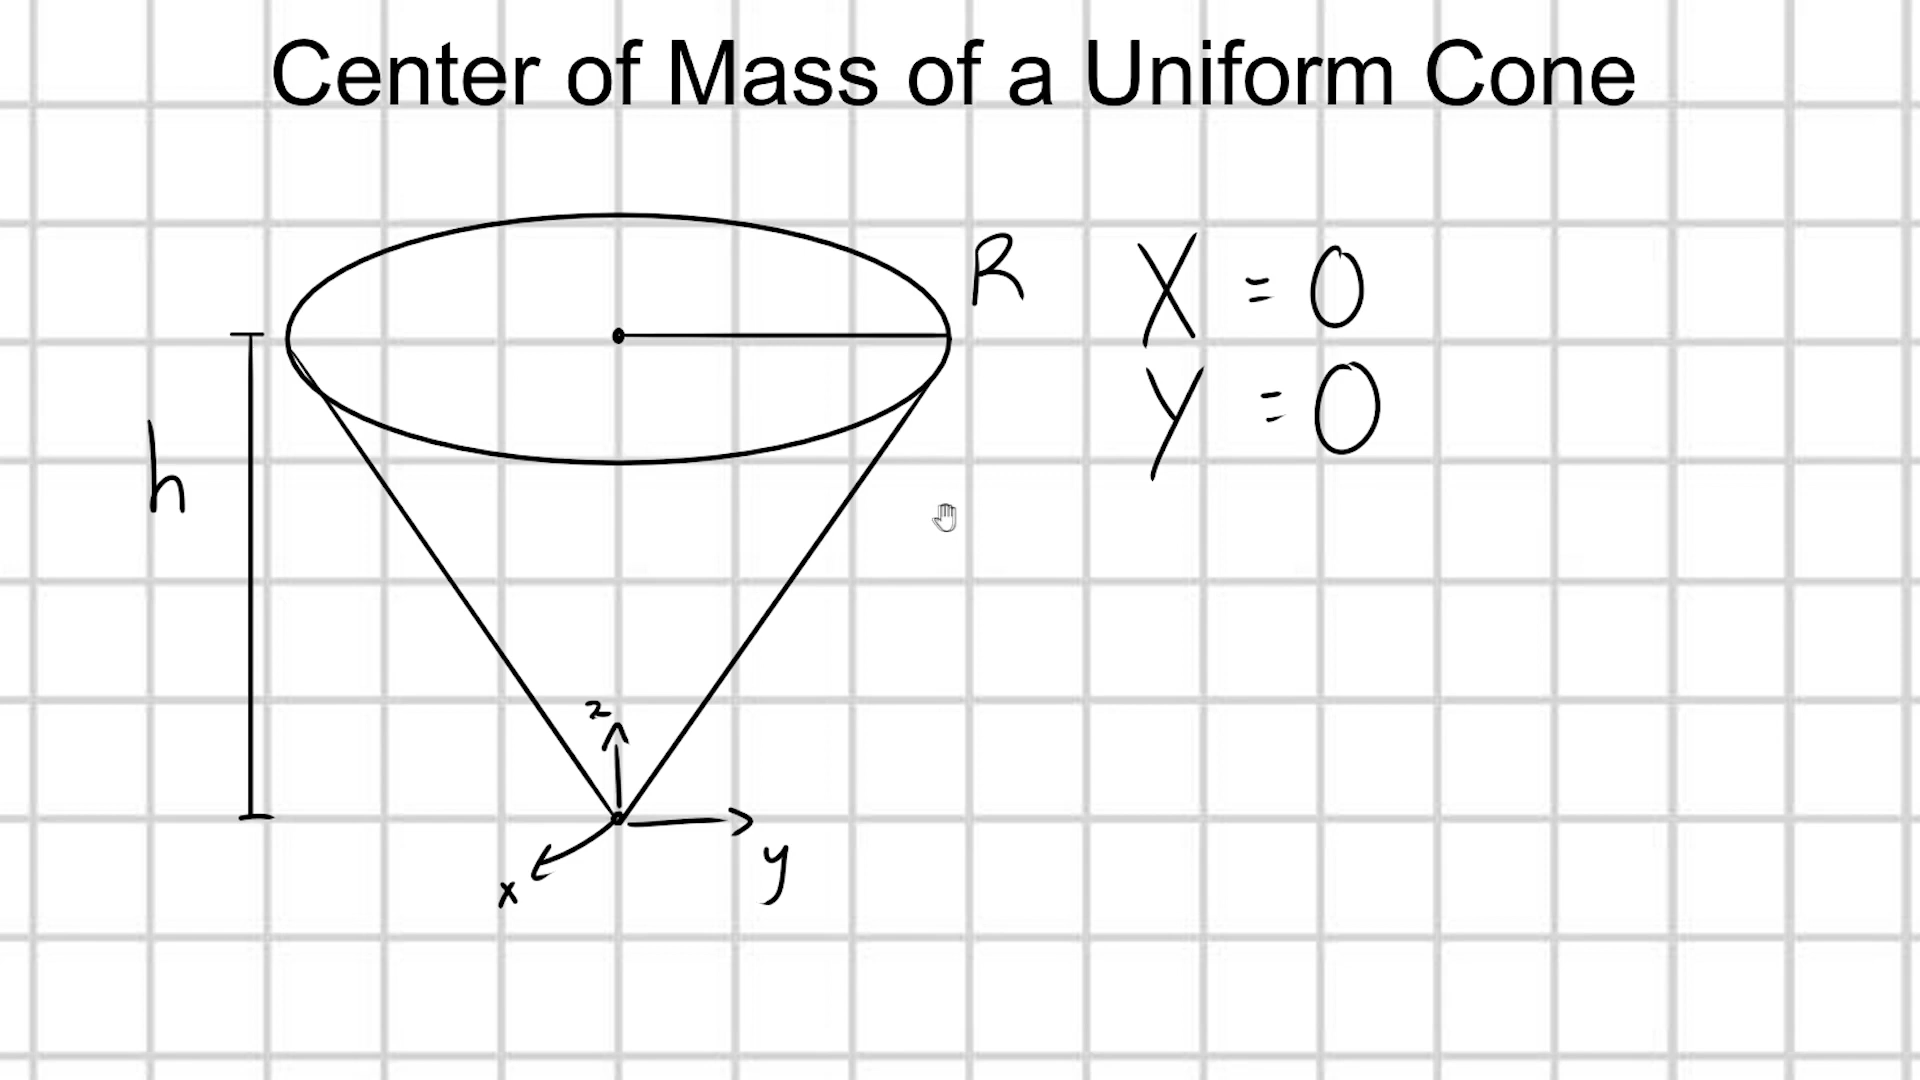 Center of Mass of a Uniform Cone
R
X = 0
Y = 0
h
z
y
x